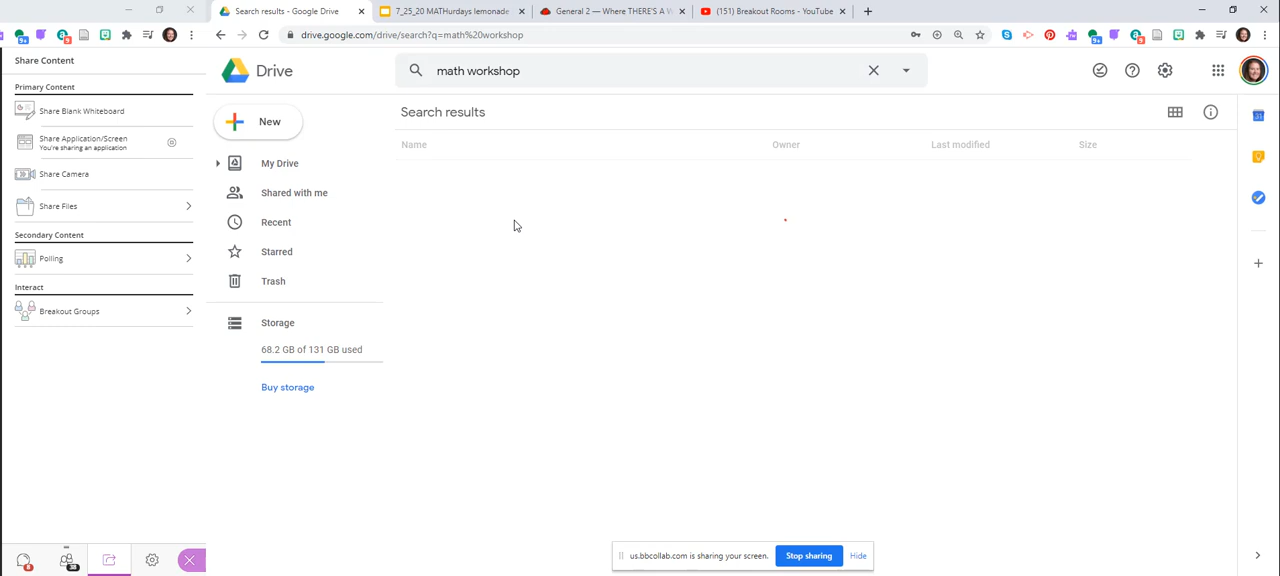 Search results - Google Drive
7_25_20 MATHurdays lemonade
General 2 — Where THERE'S A W
(151) Breakout Rooms - YouTube
drive.google.com/drive/search?q=math%20workshop
Share Content
Primary Content
Share Blank Whiteboard
Share Application/Screen
You're sharing an application
Share Camera
Share Files
Secondary Content
Polling
Interact
Breakout Groups
Drive
math workshop
New
My Drive
Shared with me
Recent
Starred
Trash
Storage
68.2 GB of 131 GB used
Buy storage
Search results
Name Owner Last modified Size
us.bbcollab.com is sharing your screen. Stop sharing Hide